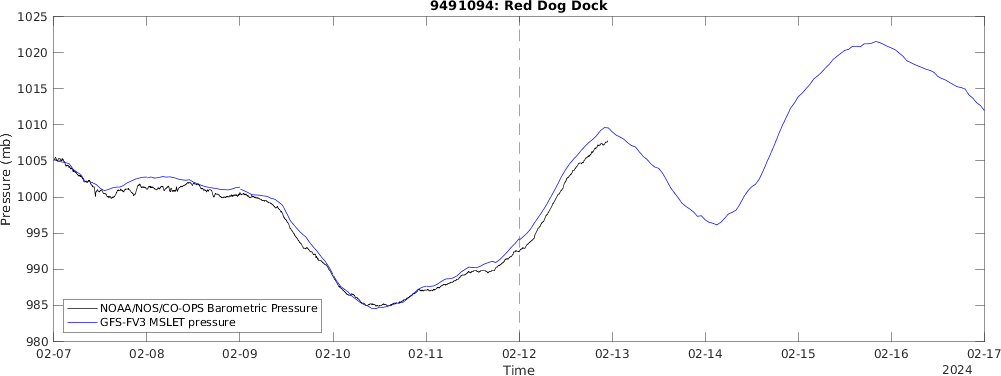 9491094: Red Dog Dock
Pressure (mb)
1025
1020
1015
1010
1005
1000
995
990
985
980
NOAA/NOS/CO-OPS Barometric Pressure
GFS-FV3 MSLET pressure
02-07 02-08 02-09 02-10 02-11 02-12 02-13 02-14 02-15 02-16 02-17
Time
2024